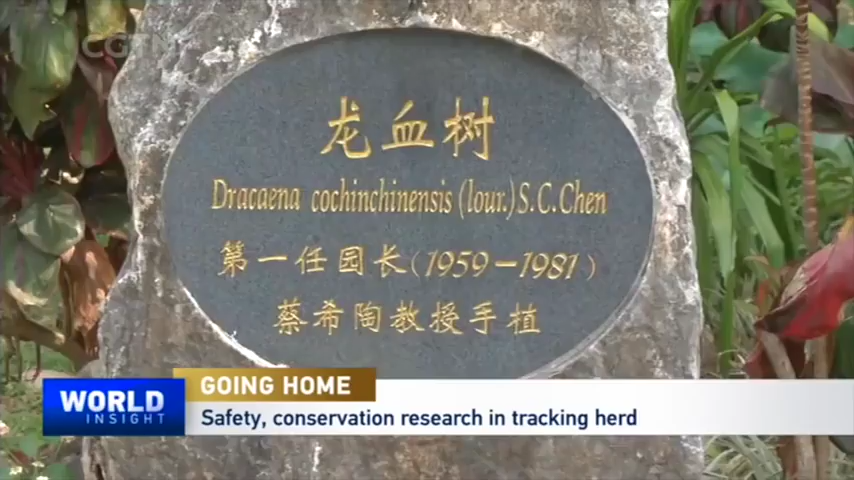 CGTN
龙血树
Dracaena cochinchinensis (lour.) S.C.Chen
第一任园长(1959-1981)
蔡希陶教授手植
GOING HOME
WORLD INSIGHT
Safety, conservation research in tracking herd